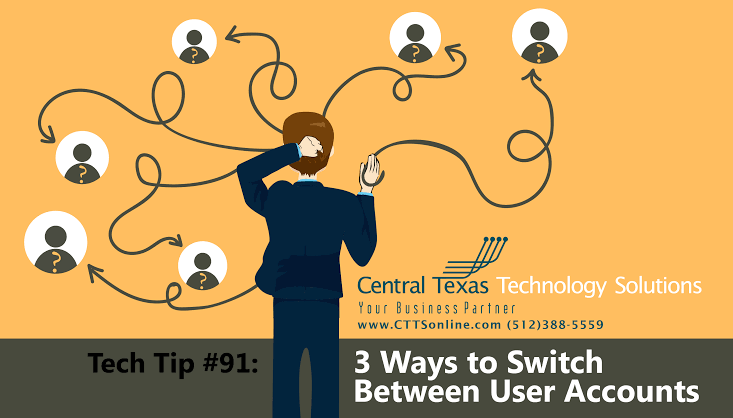 ?
?
?
?
?
?
Central Texas Technology Solutions
Your Business Partner
www.CTTSonline.com (512)388-5559
Tech Tip #91: 3 Ways to Switch
Between User Accounts